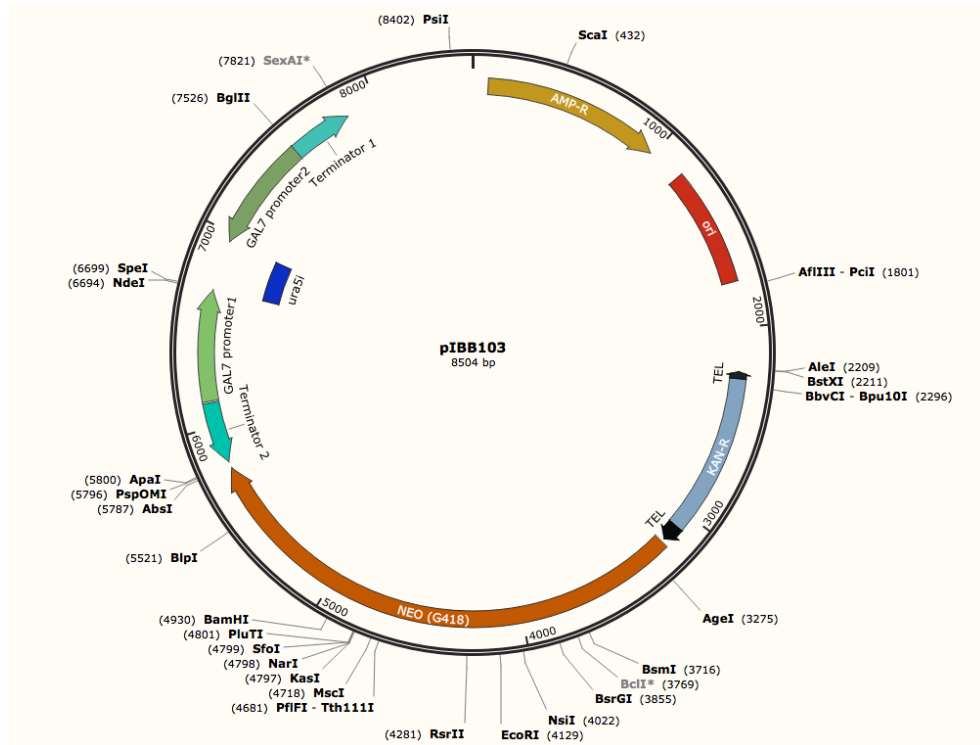 (8402) PsiI
ScaI (432)
(7821) SexAI*
8000
(7526) BglII
AMP-R
1000
Terminator 1
GAL7 promoter2
7000
ori
(6699) SpeI
(6694) NdeI
ura5i
AflIII - PciI (1801)
2000
GAL7 promoter1
pIBB103
8504 bp
TEL
AleI (2209)
BstXI (2211)
BbvCI - Bpu10I (2296)
Terminator 2
6000
KAN-R
(5800) ApaI
(5796) PspOMI
(5787) AbsI
TEL
3000
(5521) BlpI
NEO (G418)
5000
4000
AgeI (3275)
(4930) BamHI
(4801) PluTI
(4799) SfoI
(4798) NarI
(4797) KasI
(4718) MscI
(4681) PflFI - Tth111I
BsmI (3716)
BclI* (3769)
BsrGI (3855)
NsiI (4022)
(4281) RsrII
EcoRI (4129)